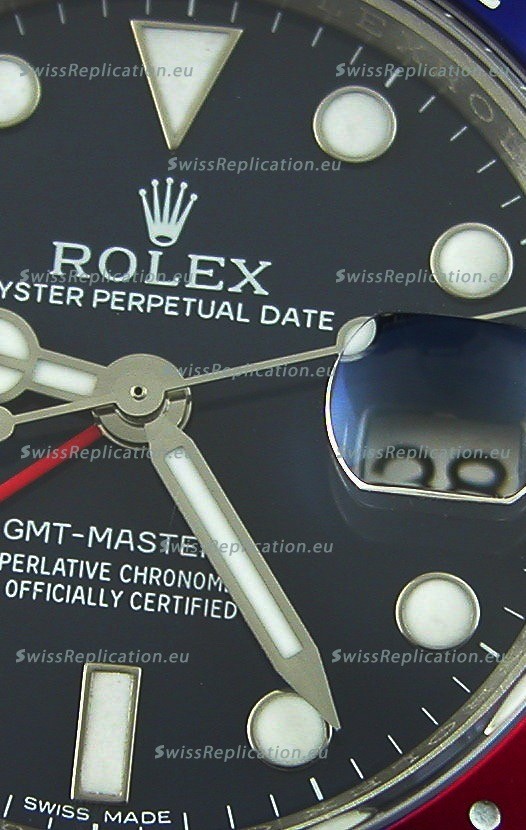 SwissReplication.eu SwissReplication.eu
SwissReplication.eu
ROLEX
SwissReplication.eu SwissReplication.eu
YSTER PERPETUAL DATE
SwissReplication.eu
SwissReplication.eu SwissReplication.eu
28
GMT-MASTE
SwissReplication.eu
PERLATIVE CHRONOM
OFFICIALLY CERTIFIED
SwissReplication.eu SwissReplication.eu
SwissReplication.eu
SWISS MADE